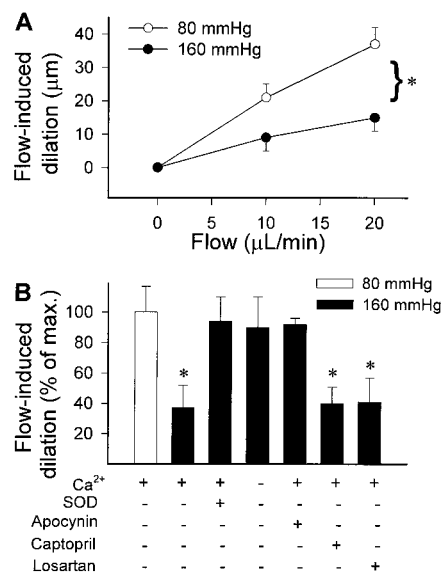 A
80 mmHg
160 mmHg
Flow-induced
dilation (μm)
50
40
30
20
10
0
*
0 5 10 15 20
Flow (μL/min)
B
80 mmHg
160 mmHg
Flow-induced
dilation (% of max.)
100
80
60
40
20
* * *
Ca²⁺ + + + - + + +
SOD - - + - - - -
Apocynin - - - - + - -
Captopril - - - - - + -
Losartan - - - - - - +